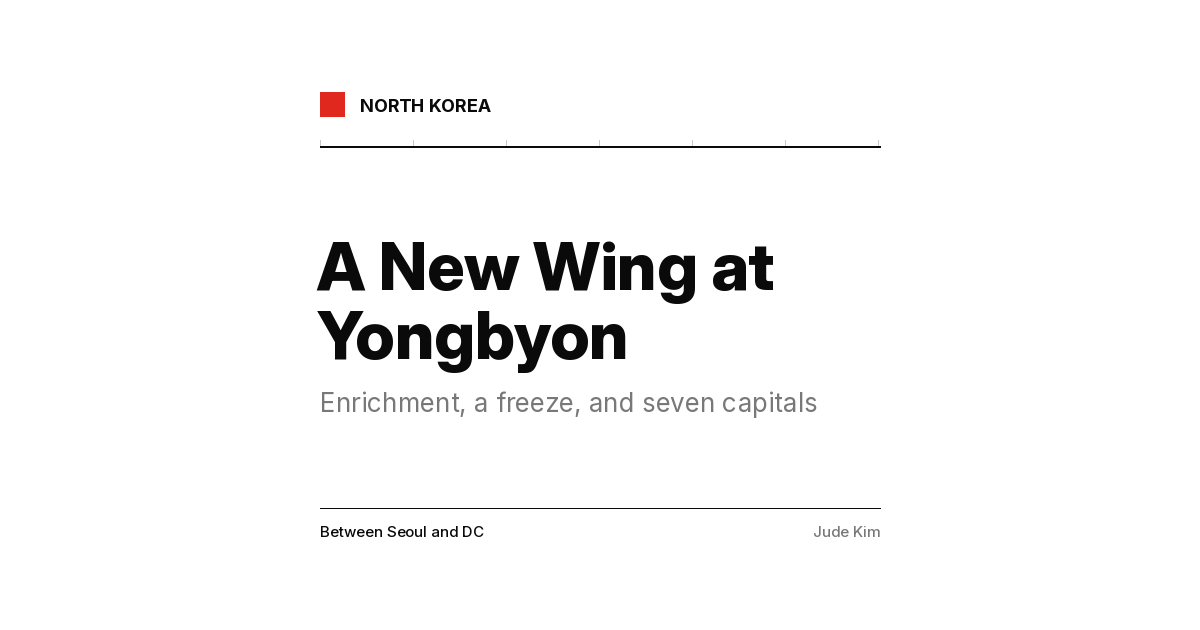 NORTH KOREA
A New Wing at
Yongbyon
Enrichment, a freeze, and seven capitals
Between Seoul and DC
Jude Kim